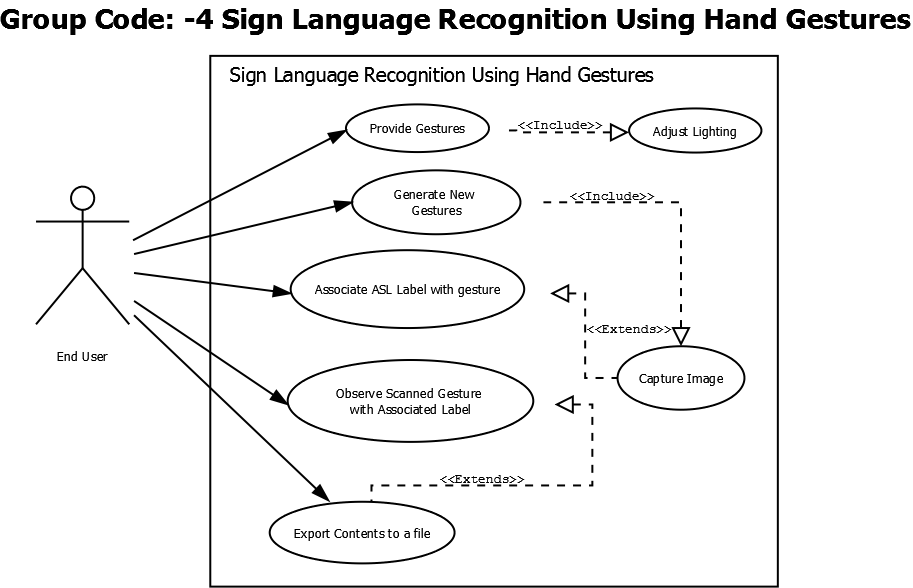 Group Code: -4 Sign Language Recognition Using Hand Gestures
Sign Language Recognition Using Hand Gestures
Provide Gestures
<<Include>>
Adjust Lighting
Generate New
Gestures
<<Include>>
Associate ASL Label with gesture
<<Extends>>
End User
Capture Image
Observe Scanned Gesture
with Associated Label
<<Extends>>
Export Contents to a file